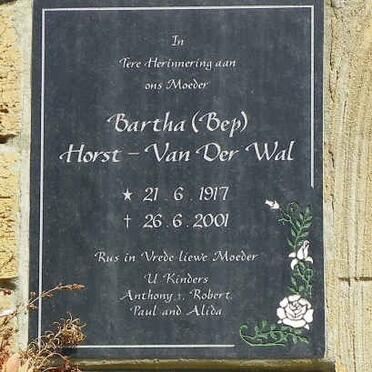 In
Tere Herinnering aan
ons Moeder
Bartha (Bep)
Horst – Van Der Wal
★ 21 . 6 . 1917
† 26 . 6 . 2001
Rus in Vrede liewe Moeder
U Kinders
Anthony †, Robert,
Paul and Alida